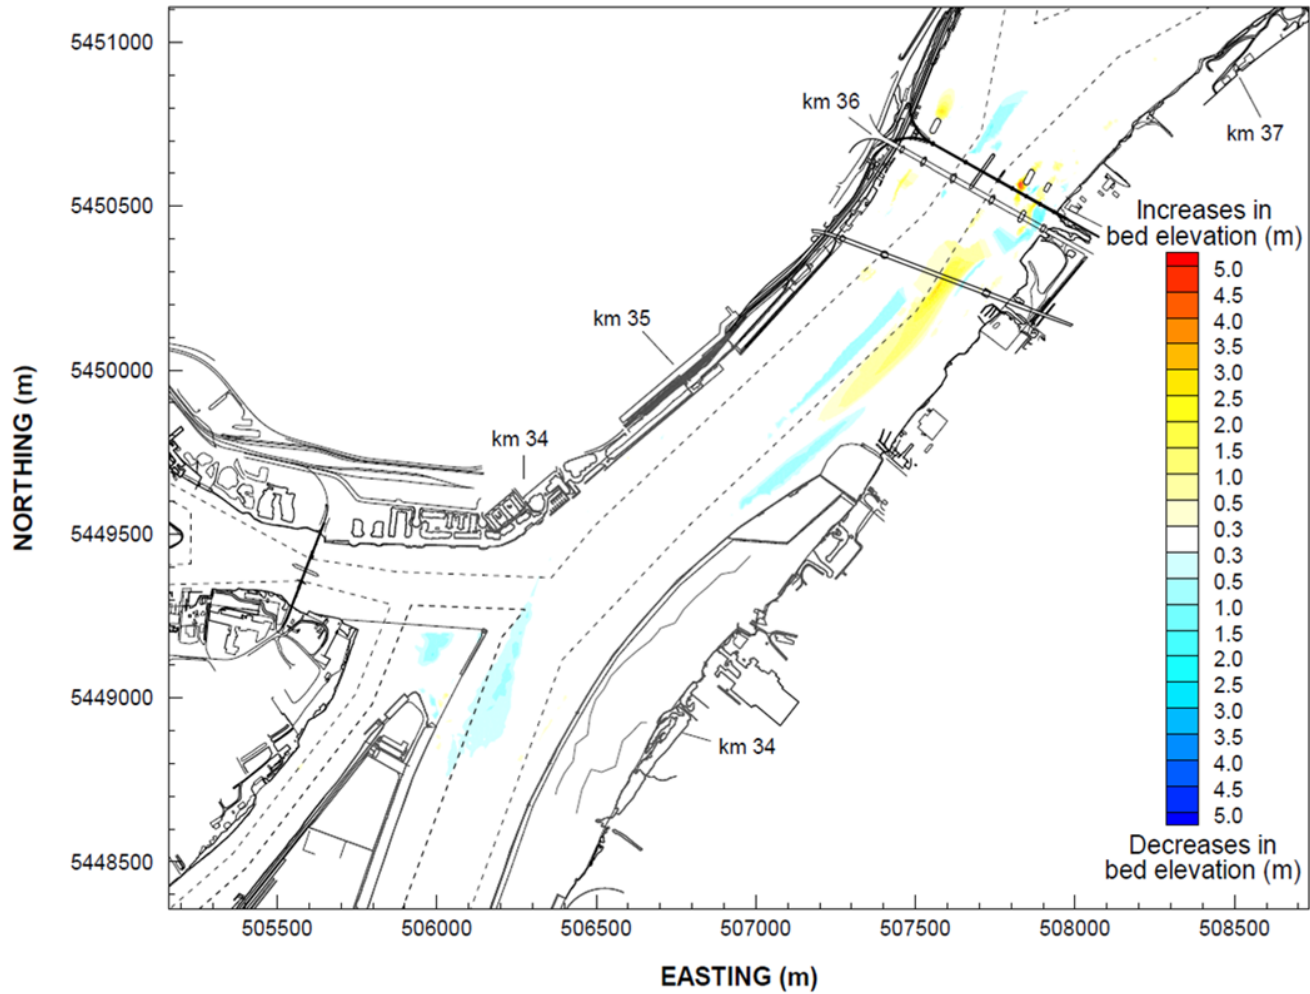 5451000
5450500
5450000
5449500
5449000
5448500
NORTHING (m)
km 36
km 37
km 35
km 34
km 34
Increases in
bed elevation (m)
5.0
4.5
4.0
3.5
3.0
2.5
2.0
1.5
1.0
0.5
0.3
0.3
0.5
1.0
1.5
2.0
2.5
3.0
3.5
4.0
4.5
5.0
Decreases in
bed elevation (m)
505500 506000 506500 507000 507500 508000 508500
EASTING (m)